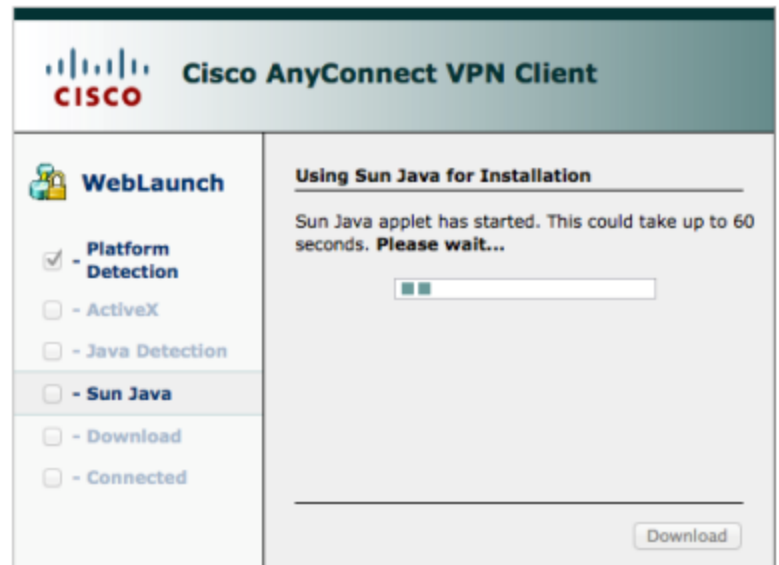 CISCO
Cisco AnyConnect VPN Client
WebLaunch
- Platform
Detection
- ActiveX
- Java Detection
- Sun Java
- Download
- Connected
Using Sun Java for Installation
Sun Java applet has started. This could take up to 60
seconds. Please wait...
Download